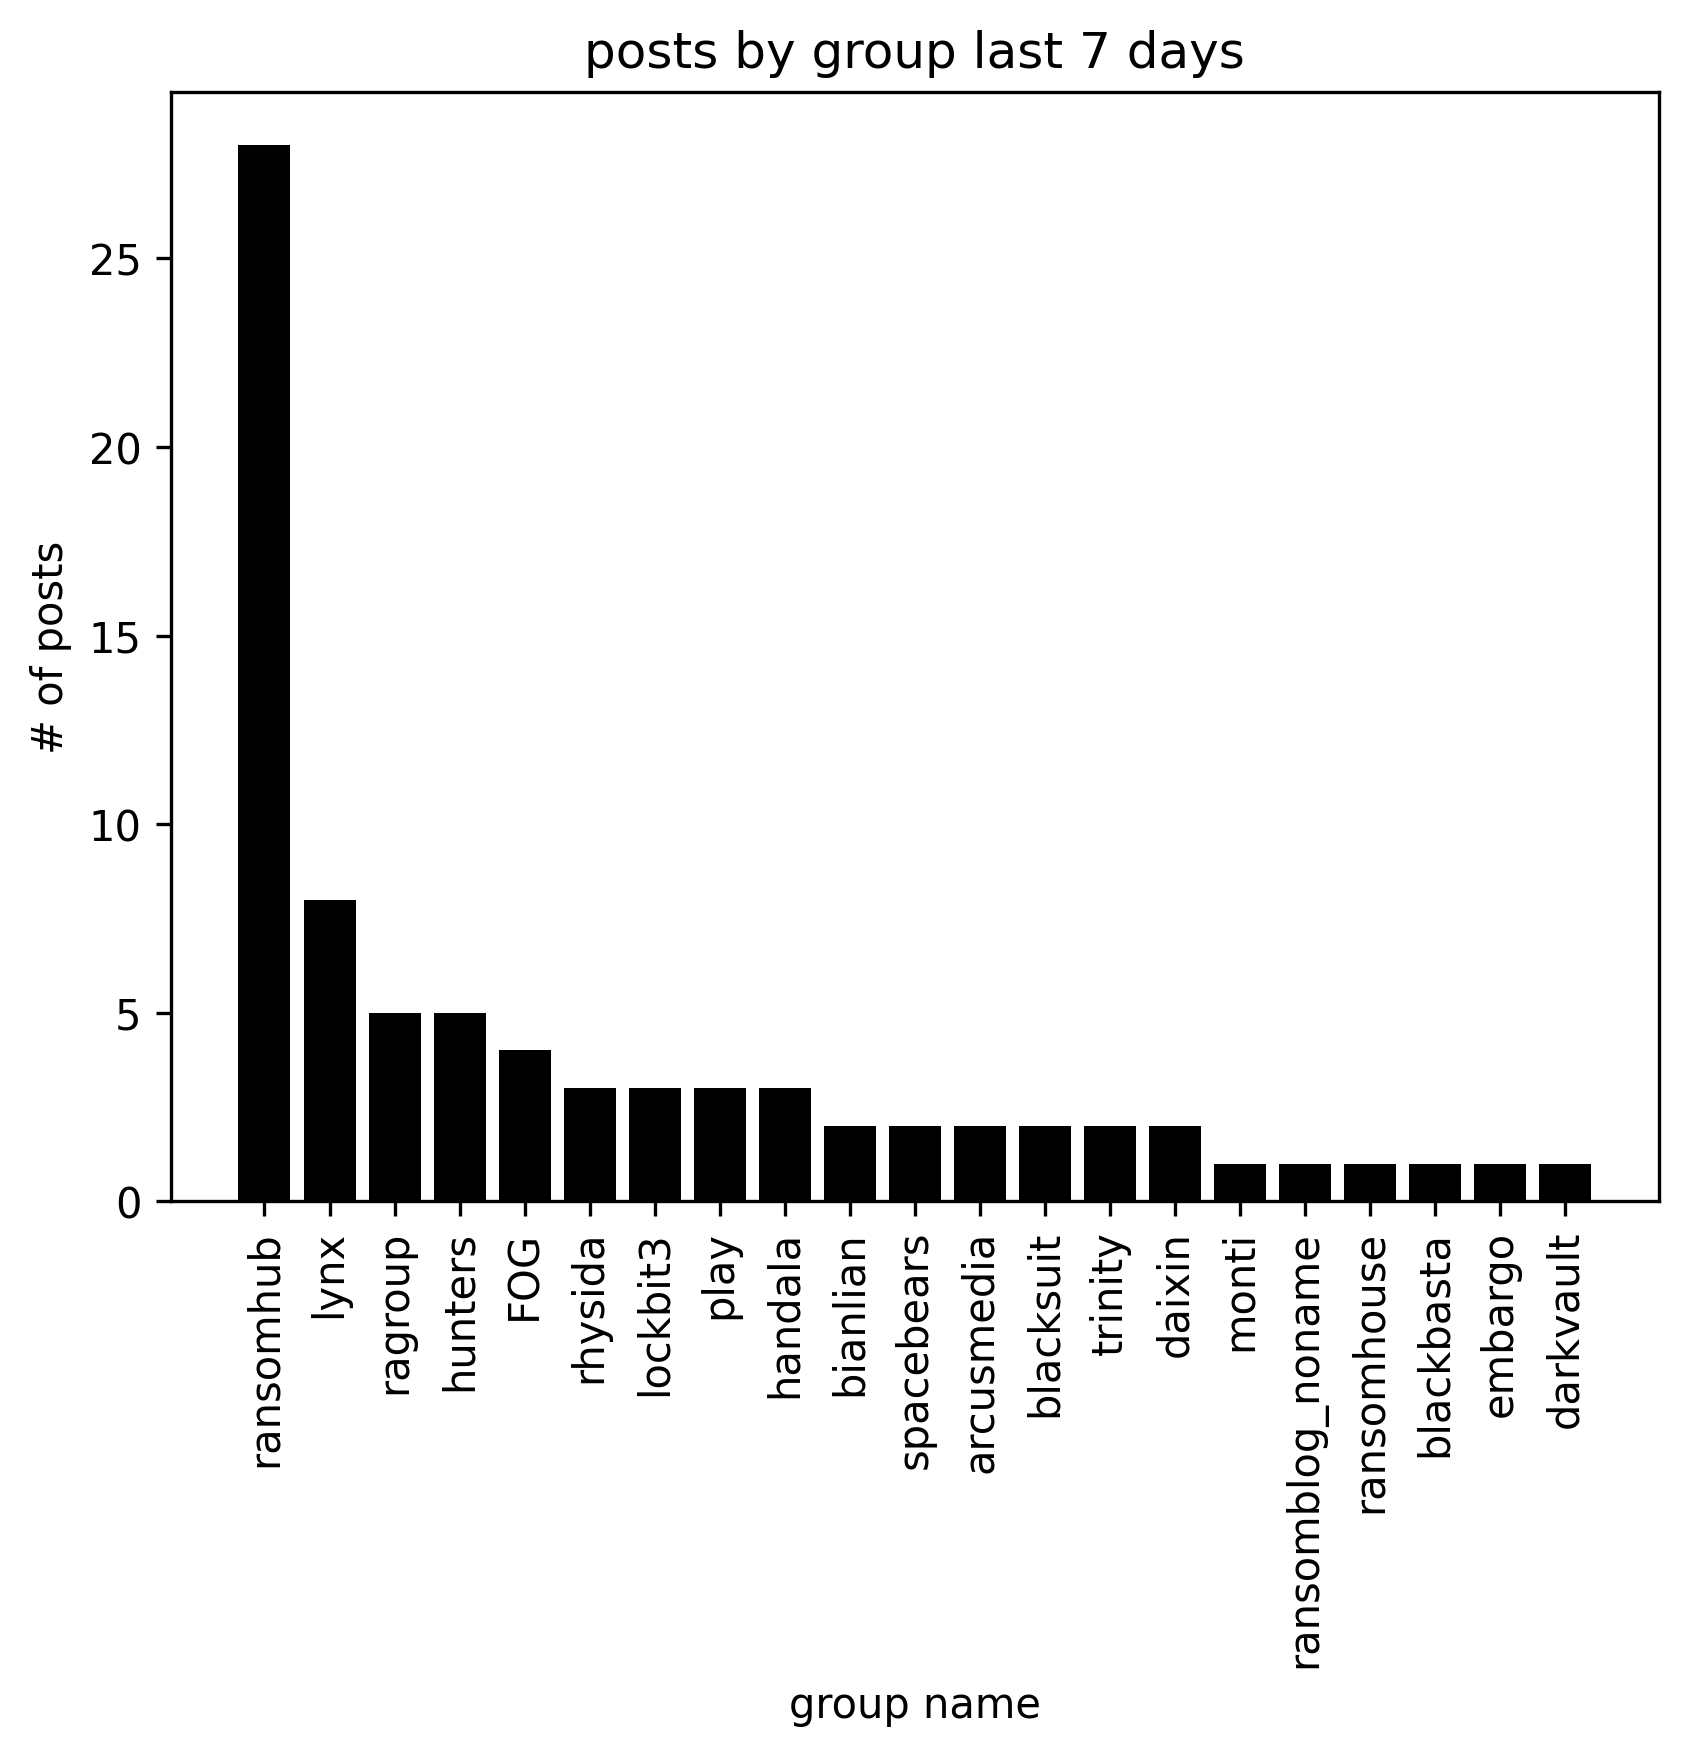 posts by group last 7 days
# of posts
25
20
15
10
5
0
ransomhub
lynx
ragroup
hunters
FOG
rhysida
lockbit3
play
handala
bianlian
spacebears
arcusmedia
blacksuit
trinity
daixin
monti
ransomblog_noname
ransomhouse
blackbasta
embargo
darkvault
group name